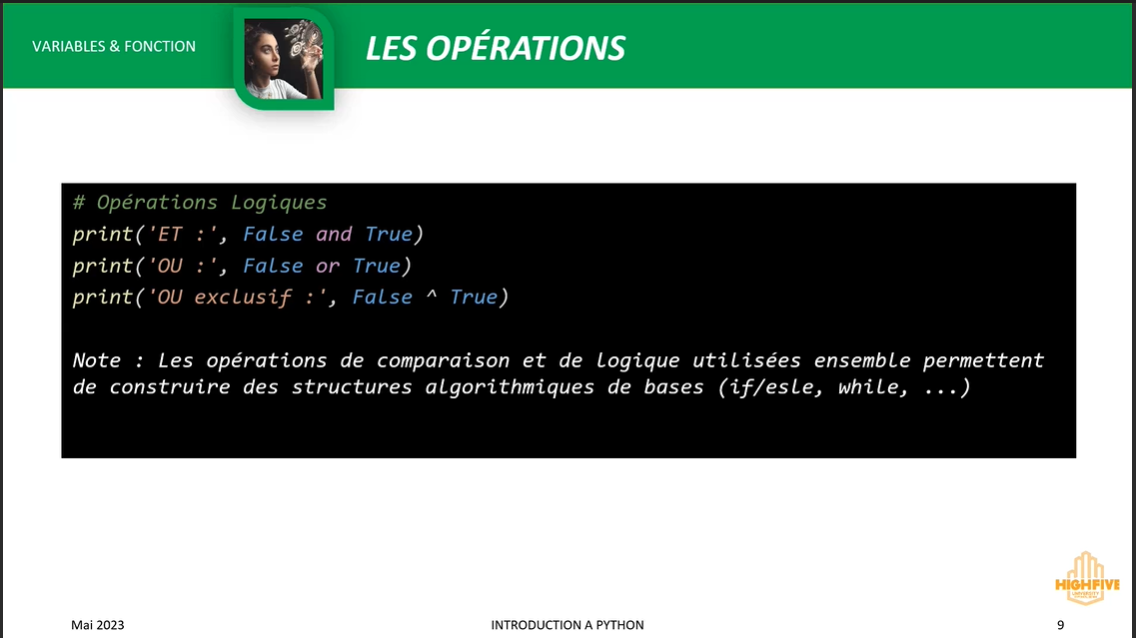 VARIABLES & FONCTION
LES OPÉRATIONS
# Opérations Logiques
print('ET :', False and True)
print('OU :', False or True)
print('OU exclusif :', False ^ True)
Note : Les opérations de comparaison et de logique utilisées ensemble permettent
de construire des structures algorithmiques de bases (if/esle, while, ...)
HIGHFIVE
UNIVERSITY
Mai 2023
INTRODUCTION A PYTHON
9